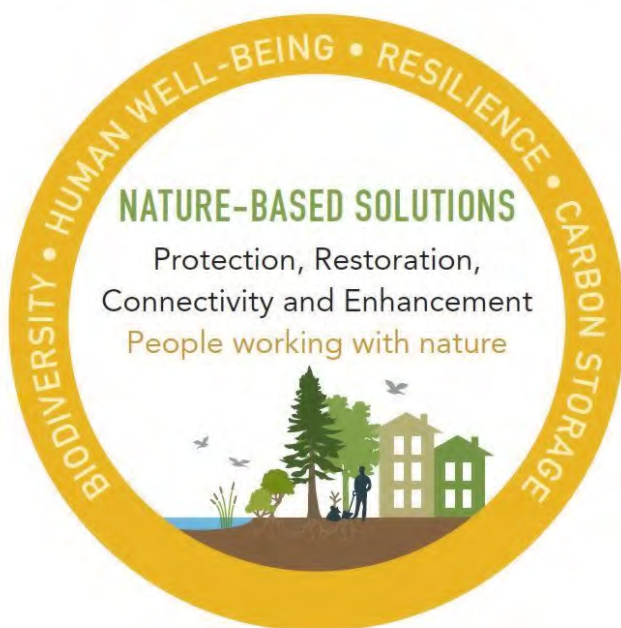 BIODIVERSITY • HUMAN WELL-BEING • RESILIENCE • CARBON STORAGE
NATURE-BASED SOLUTIONS
Protection, Restoration,
Connectivity and Enhancement
People working with nature